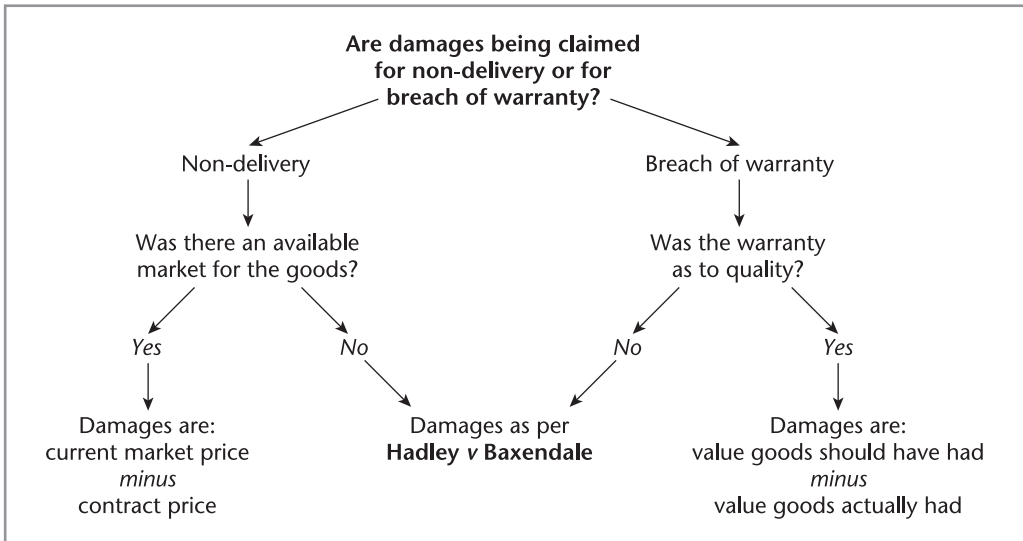 Are damages being claimed
for non-delivery or for
breach of warranty?
Non-delivery
Breach of warranty
Was there an available
market for the goods?
Was the warranty
as to quality?
Yes
No
No
Yes
Damages are:
current market price
minus
contract price
Damages as per
Hadley v Baxendale
Damages are:
value goods should have had
minus
value goods actually had